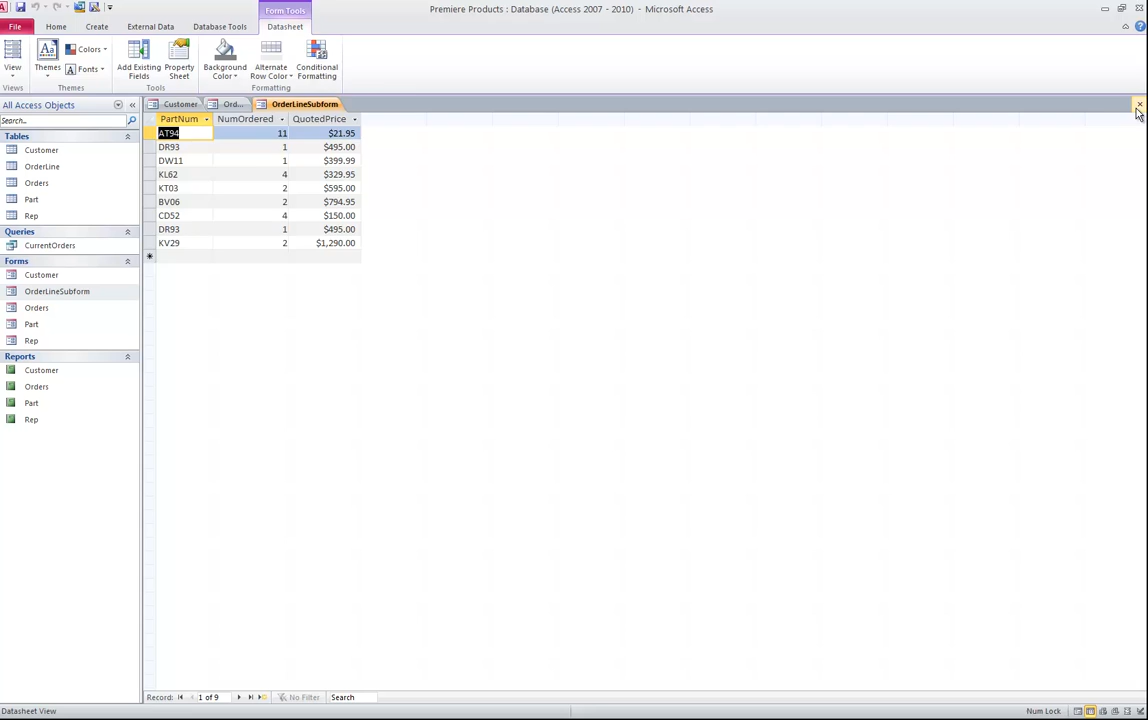 Form Tools
Premiere Products : Database (Access 2007 - 2010) - Microsoft Access
File Home Create External Data Database Tools Datasheet
View
Themes
Colors
Fonts
Add Existing Fields
Property Sheet
Background Color
Alternate Row Color
Conditional Formatting
Views Themes Tools Formatting
All Access Objects
Search...
Customer Ord... OrderLineSubform
Tables
Customer
OrderLine
Orders
Part
Rep
Queries
CurrentOrders
Forms
Customer
OrderLineSubform
Orders
Part
Rep
Reports
Customer
Orders
Part
Rep
PartNum NumOrdered QuotedPrice
AT94 11 $21.95
DR93 1 $495.00
DW11 1 $399.99
KL62 4 $329.95
KT03 2 $595.00
BV06 2 $794.95
CD52 4 $150.00
DR93 1 $495.00
KV29 2 $1,290.00
Record: 1 of 9 No Filter Search
Datasheet View Num Lock